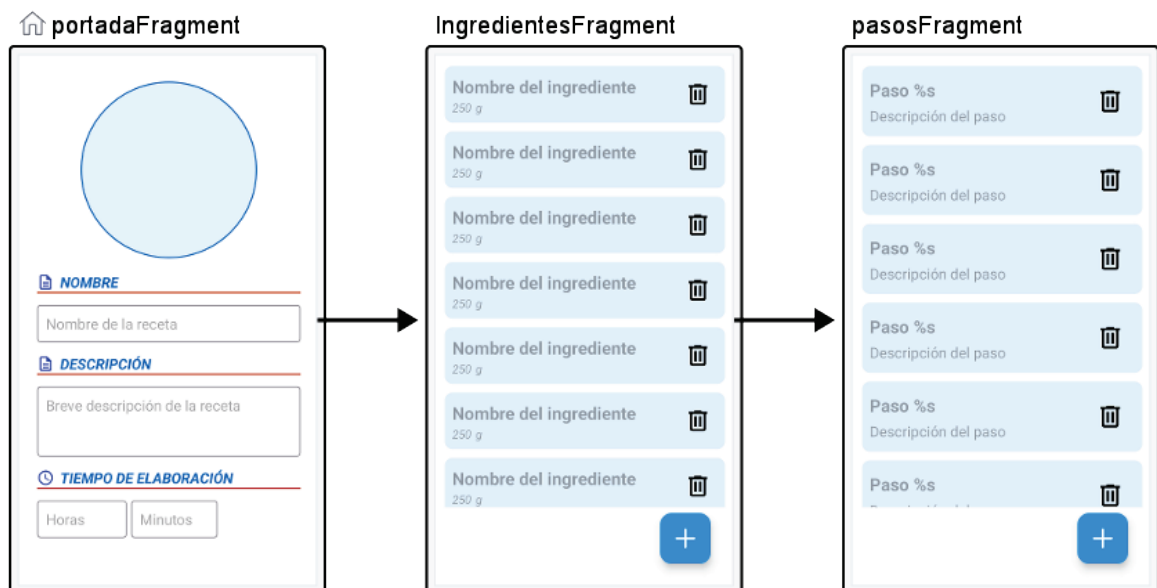 portadaFragment
NOMBRE
Nombre de la receta
DESCRIPCIÓN
Breve descripción de la receta
TIEMPO DE ELABORACIÓN
Horas
Minutos
IngredientesFragment
Nombre del ingrediente
250 g
Nombre del ingrediente
250 g
Nombre del ingrediente
250 g
Nombre del ingrediente
250 g
Nombre del ingrediente
250 g
Nombre del ingrediente
250 g
Nombre del ingrediente
250 g
+
pasosFragment
Paso %s
Descripción del paso
Paso %s
Descripción del paso
Paso %s
Descripción del paso
Paso %s
Descripción del paso
Paso %s
Descripción del paso
Paso %s
+